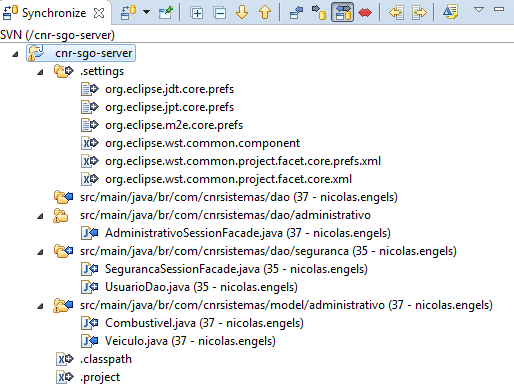 Synchronize
SVN (/cnr-sgo-server)
cnr-sgo-server
.settings
org.eclipse.jdt.core.prefs
org.eclipse.jpt.core.prefs
org.eclipse.m2e.core.prefs
org.eclipse.wst.common.component
org.eclipse.wst.common.project.facet.core.prefs.xml
org.eclipse.wst.common.project.facet.core.xml
src/main/java/br/com/cnrsistemas/dao (37 - nicolas.engels)
src/main/java/br/com/cnrsistemas/dao/administrativo
AdministrativoSessionFacade.java (37 - nicolas.engels)
src/main/java/br/com/cnrsistemas/dao/seguranca (35 - nicolas.engels)
SegurancaSessionFacade.java (35 - nicolas.engels)
UsuarioDao.java (35 - nicolas.engels)
src/main/java/br/com/cnrsistemas/model/administrativo (37 - nicolas.engels)
Combustivel.java (37 - nicolas.engels)
Veiculo.java (37 - nicolas.engels)
.classpath
.project